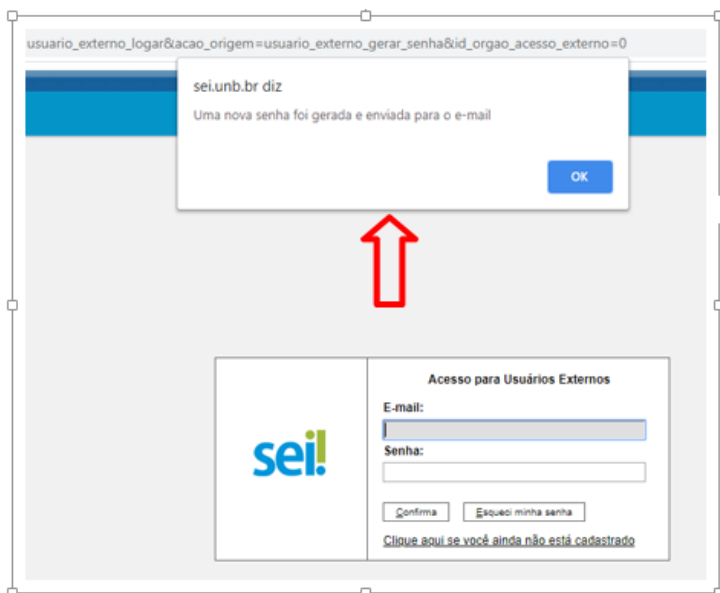 usuario_externo_logar&acao_origem=usuario_externo_gerar_senha&id_orgao_acesso_externo=0
sei.unb.br diz
Uma nova senha foi gerada e enviada para o e-mail
OK
Acesso para Usuários Externos
E-mail:
sei!
Senha:
Confirma
Esqueci minha senha
Clique aqui se você ainda não está cadastrado